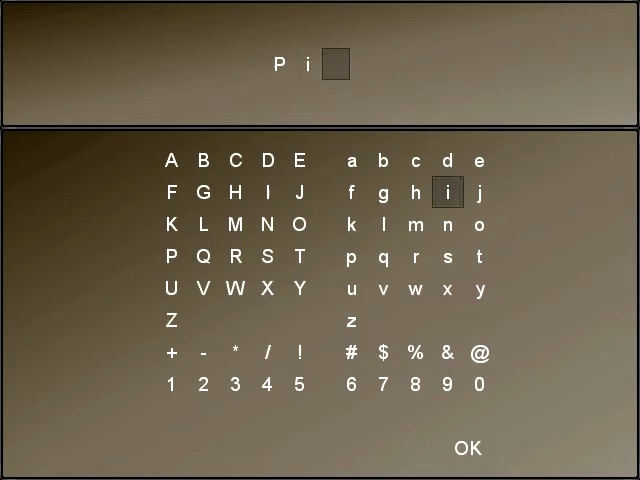 P i
A B C D E a b c d e
F G H I J f g h i j
K L M N O k l m n o
P Q R S T p q r s t
U V W X Y u v w x y
Z z
+ - * / ! # $ % & @
1 2 3 4 5 6 7 8 9 0
OK